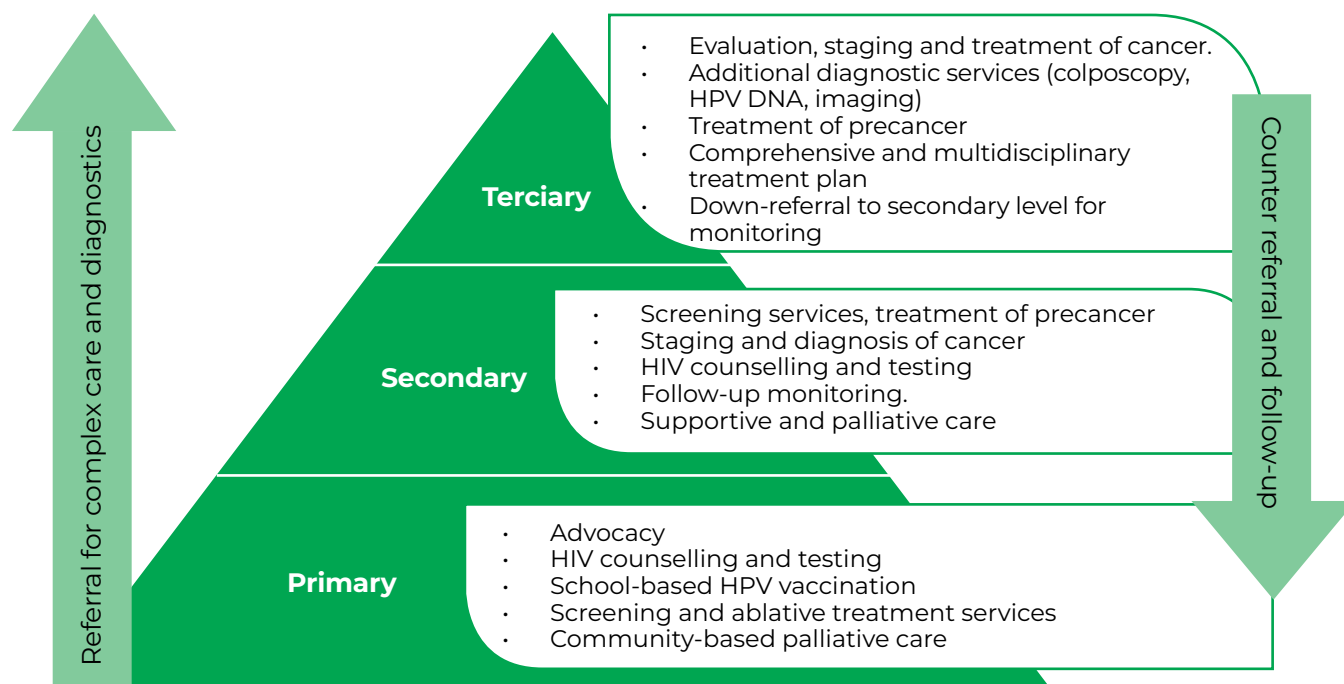 Referral for complex care and diagnostics
Terciary
• Evaluation, staging and treatment of cancer.
• Additional diagnostic services (colposcopy,
HPV DNA, imaging)
• Treatment of precancer
• Comprehensive and multidisciplinary
treatment plan
• Down-referral to secondary level for
monitoring
Secondary
• Screening services, treatment of precancer
• Staging and diagnosis of cancer
• HIV counselling and testing
• Follow-up monitoring.
• Supportive and palliative care
Primary
• Advocacy
• HIV counselling and testing
• School-based HPV vaccination
• Screening and ablative treatment services
• Community-based palliative care
Counter referral and follow-up